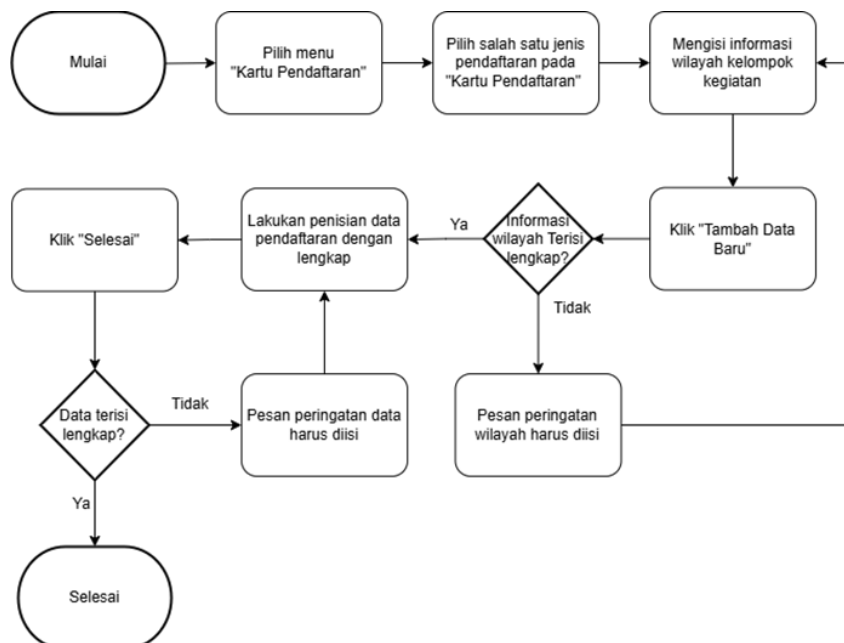 Mulai
Pilih menu
"Kartu Pendaftaran"
Pilih salah satu jenis
pendaftaran pada
"Kartu Pendaftaran"
Mengisi informasi
wilayah kelompok
kegiatan
Klik "Tambah Data
Baru"
Informasi
wilayah Terisi
lengkap?
Ya
Tidak
Lakukan penisian data
pendaftaran dengan
lengkap
Klik "Selesai"
Pesan peringatan
wilayah harus diisi
Data terisi
lengkap?
Tidak
Pesan peringatan data
harus diisi
Ya
Selesai